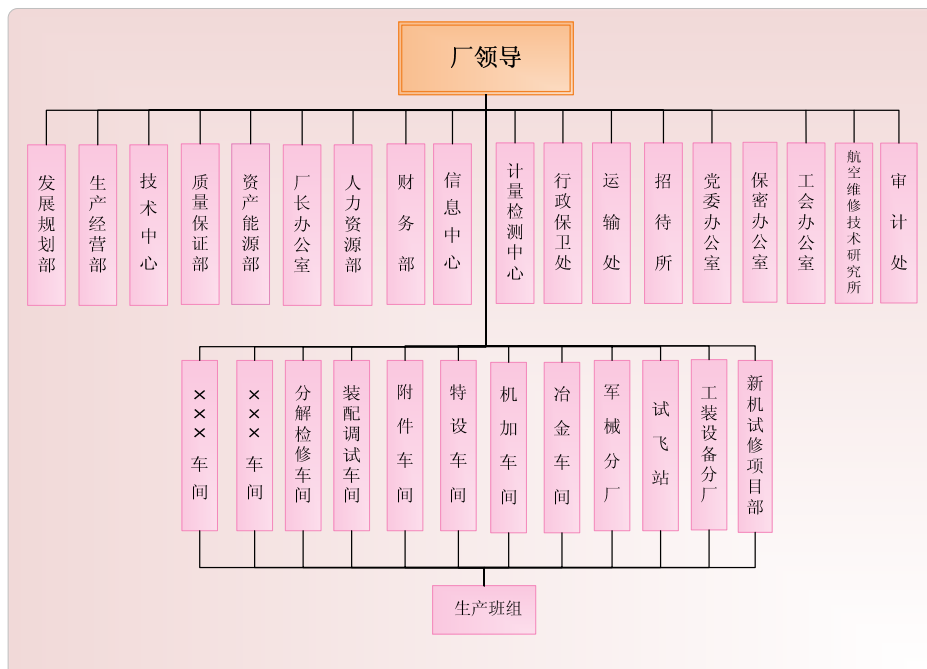 厂领导
发展规划部
生产经营部
技术中心
质量保证部
资产能源部
厂长办公室
人力资源部
财务部
信息中心
计量检测中心
行政保卫处
运输处
招待所
党委办公室
保密办公室
工会办公室
航空维修技术研究所
审计处
×××车间
×××车间
分解检修车间
装配调试车间
附件车间
特设车间
机加车间
冶金车间
军械分厂
试飞站
工装设备分厂
新机试修项目部
生产班组